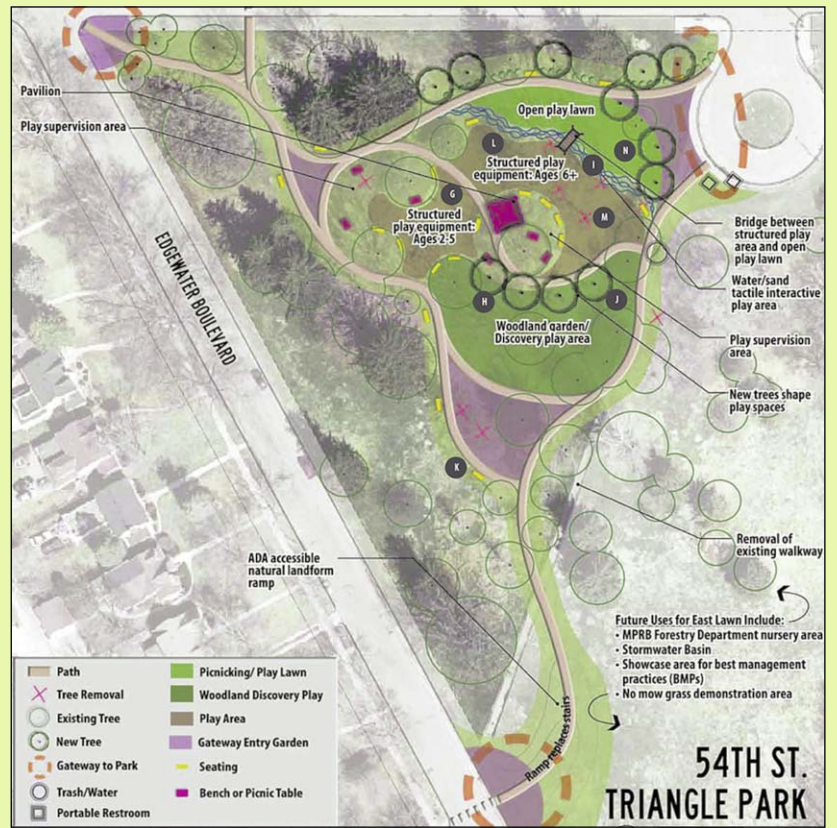 Pavilion
Play supervision area
Open play lawn
L
N
I
Structured play
equipment: Ages 6+
G
Structured
play equipment:
Ages 2-5
M
Bridge between
structured play
area and open
play lawn
Water/sand
tactile interactive
play area
EDGEWATER BOULEVARD
H
J
Woodland garden/
Discovery play area
Play supervision
area
New trees shape
play spaces
K
Removal of
existing walkway
ADA accessible
natural landform
ramp
Future Uses for East Lawn Include:
• MPRB Forestry Department nursery area
• Stormwater Basin
• Showcase area for best management
practices (BMPs)
• No mow grass demonstration area
Ramp replaces stairs
Path
Tree Removal
Existing Tree
New Tree
Gateway to Park
Trash/Water
Portable Restroom
Picnicking/ Play Lawn
Woodland Discovery Play
Play Area
Gateway Entry Garden
Seating
Bench or Picnic Table
54TH ST.
TRIANGLE PARK